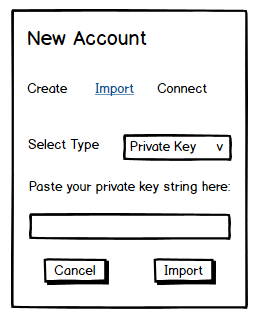 New Account
Create Import Connect
Select Type Private Key v
Paste your private key string here:
Cancel Import